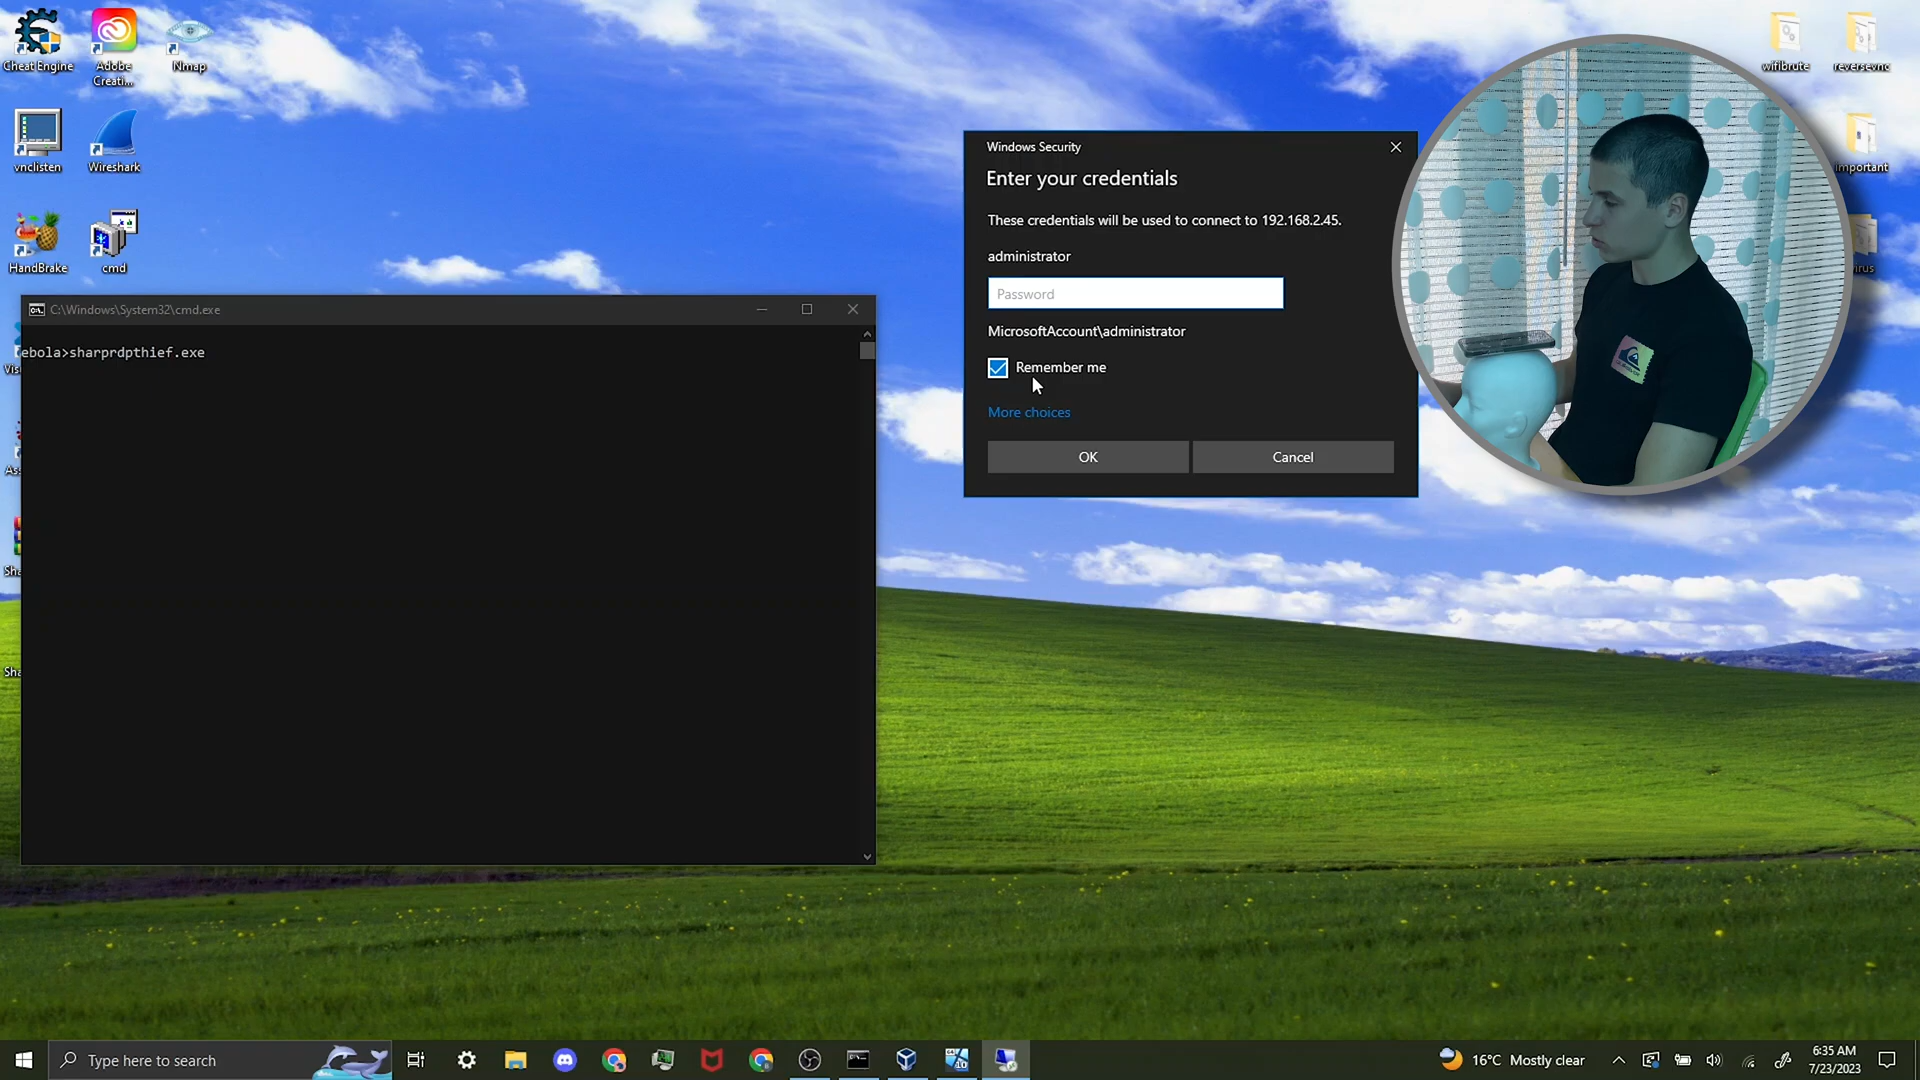 Cheat Engine
Adobe
Creati...
Nmap
wifibrute
reversevnc
vnclisten
Wireshark
important
HandBrake
cmd
C:\Windows\System32\cmd.exe
ebola>sharprdpthief.exe
Windows Security
Enter your credentials
These credentials will be used to connect to 192.168.2.45.
administrator
Password
MicrosoftAccount\administrator
Remember me
More choices
OK
Cancel
Type here to search
16°C Mostly clear
6:35 AM
7/23/2023